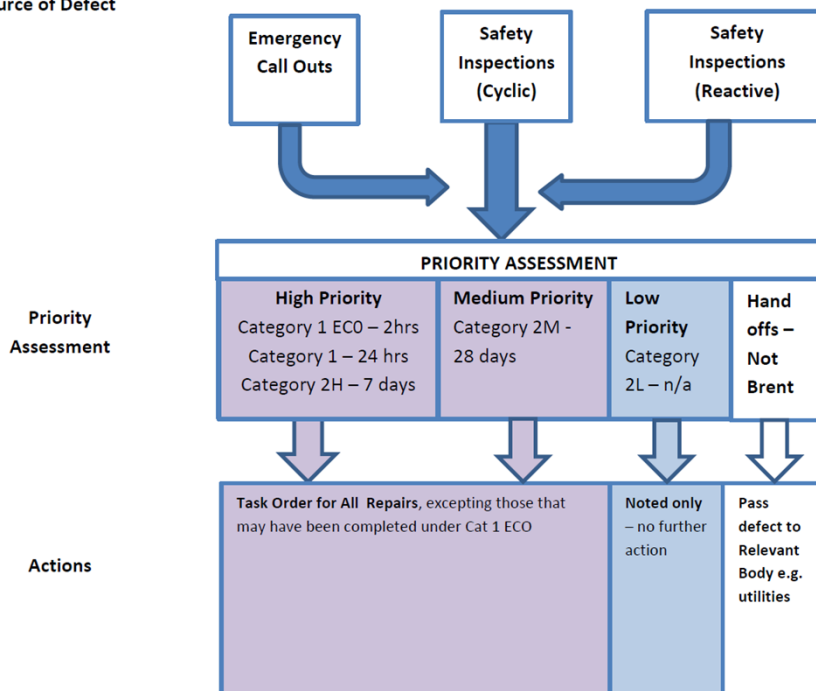 urce of Defect
Emergency
Call Outs
Safety
Inspections
(Cyclic)
Safety
Inspections
(Reactive)
PRIORITY ASSESSMENT
Priority
Assessment
High Priority
Category 1 EC0 – 2hrs
Category 1 – 24 hrs
Category 2H – 7 days
Medium Priority
Category 2M -
28 days
Low
Priority
Category
2L – n/a
Hand
offs –
Not
Brent
Actions
Task Order for All  Repairs, excepting those that
may have been completed under Cat 1 ECO
Noted only
– no further
action
Pass
defect to
Relevant
Body e.g.
utilities